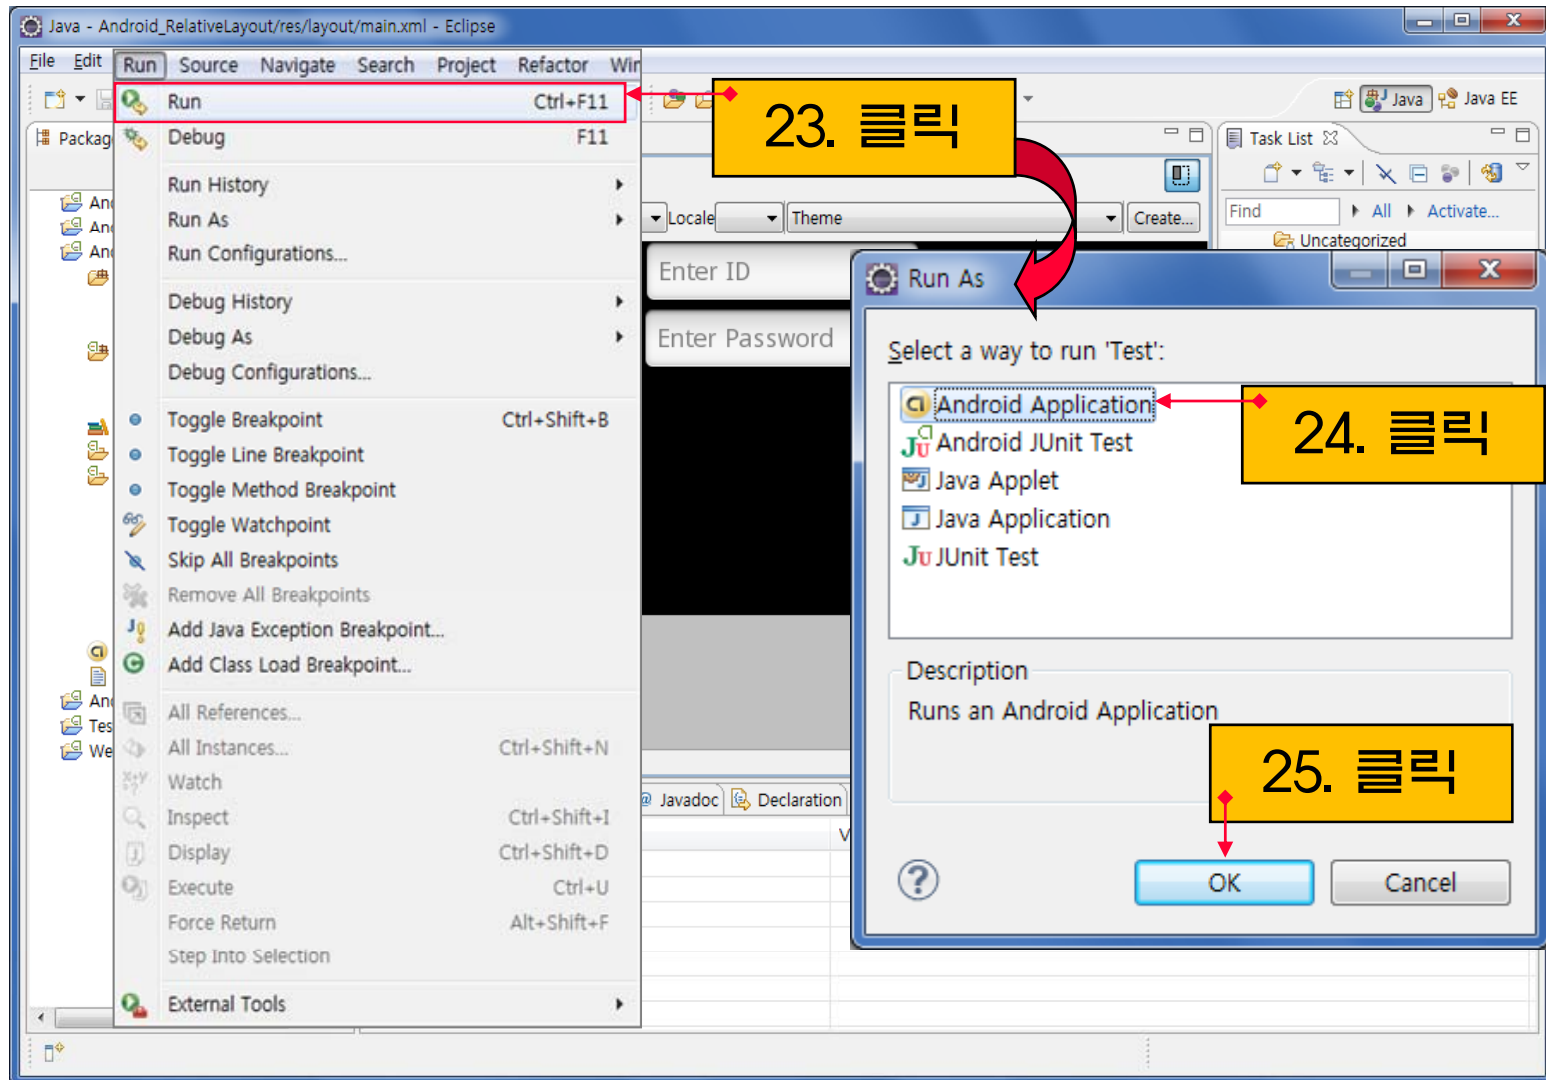 Java - Android_RelativeLayout/res/layout/main.xml - Eclipse
File Edit Run Source Navigate Search Project Refactor
Run Ctrl+F11
Debug F11
Run History
Run As
Run Configurations...
Debug History
Debug As
Debug Configurations...
Toggle Breakpoint Ctrl+Shift+B
Toggle Line Breakpoint
Toggle Method Breakpoint
Toggle Watchpoint
Skip All Breakpoints
Remove All Breakpoints
Add Java Exception Breakpoint...
Add Class Load Breakpoint...
All References...
All Instances... Ctrl+Shift+N
Watch
Inspect Ctrl+Shift+I
Display Ctrl+Shift+D
Execute Ctrl+U
Force Return Alt+Shift+F
Step Into Selection
External Tools
23. 클릭
Java Java EE
Task List
Find All Activate...
Uncategorized
Locale Theme Create...
Enter ID
Enter Password
Run As
Select a way to run 'Test':
Android Application
Android JUnit Test
Java Applet
Java Application
JUnit Test
24. 클릭
Description
Runs an Android Application
25. 클릭
OK Cancel
@ Javadoc Declaration